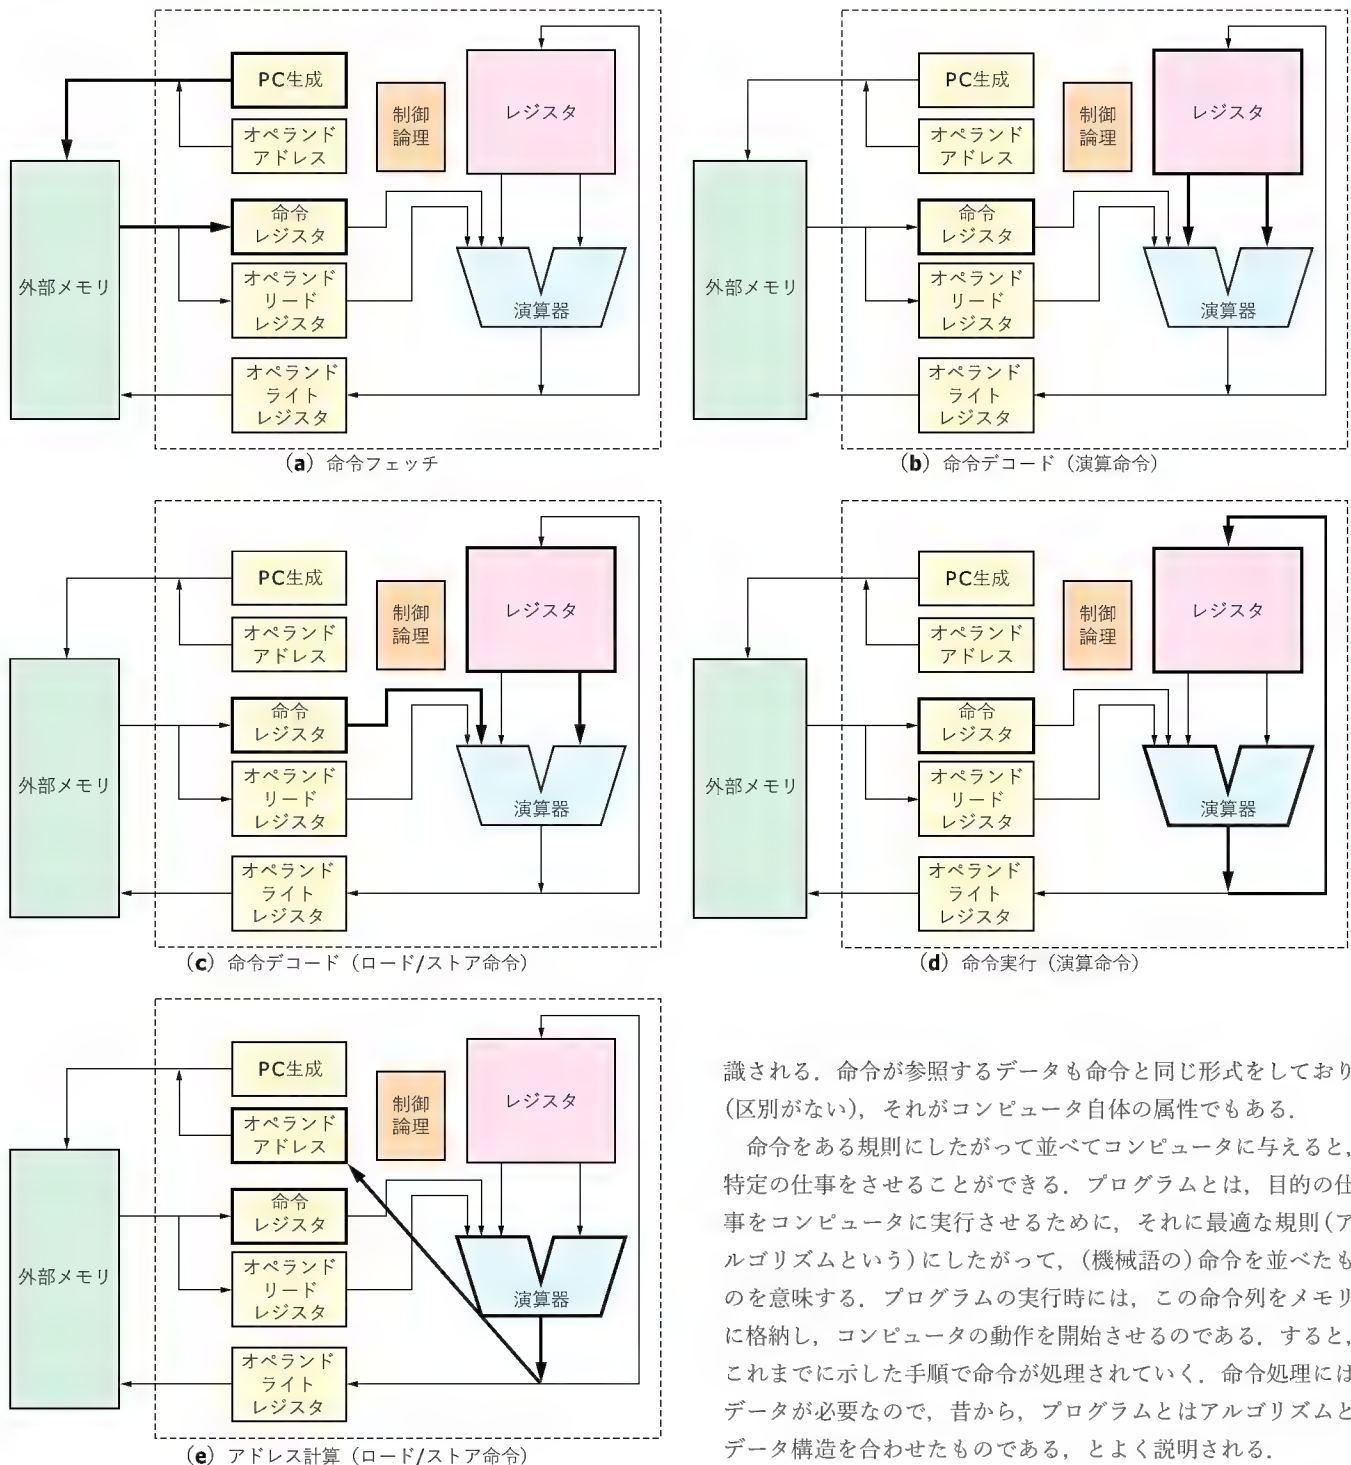 PC生成
オペランド
アドレス
制御
論理
レジスタ
外部メモリ
命令
レジスタ
オペランド
リード
レジスタ
演算器
オペランド
ライト
レジスタ
(a) 命令フェッチ
PC生成
オペランド
アドレス
制御
論理
レジスタ
外部メモリ
命令
レジスタ
オペランド
リード
レジスタ
演算器
オペランド
ライト
レジスタ
(b) 命令デコード（演算命令）
PC生成
オペランド
アドレス
制御
論理
レジスタ
外部メモリ
命令
レジスタ
オペランド
リード
レジスタ
演算器
オペランド
ライト
レジスタ
(c) 命令デコード（ロード/ストア命令）
PC生成
オペランド
アドレス
制御
論理
レジスタ
外部メモリ
命令
レジスタ
オペランド
リード
レジスタ
演算器
オペランド
ライト
レジスタ
(d) 命令実行（演算命令）
PC生成
オペランド
アドレス
制御
論理
レジスタ
外部メモリ
命令
レジスタ
オペランド
リード
レジスタ
演算器
オペランド
ライト
レジスタ
(e) アドレス計算（ロード/ストア命令）
識される．命令が参照するデータも命令と同じ形式をしており
(区別がない)，それがコンピュータ自体の属性でもある．
命令をある規則にしたがって並べてコンピュータに与えると，
特定の仕事をさせることができる．プログラムとは，目的の仕
事をコンピュータに実行させるために，それに最適な規則(ア
ルゴリズムという)にしたがって，(機械語の)命令を並べたも
のを意味する．プログラムの実行時には，この命令列をメモリ
に格納し，コンピュータの動作を開始させるのである．すると，
これまでに示した手順で命令が処理されていく．命令処理には
データが必要なので，昔から，プログラムとはアルゴリズムと
データ構造を合わせたものである，とよく説明される．